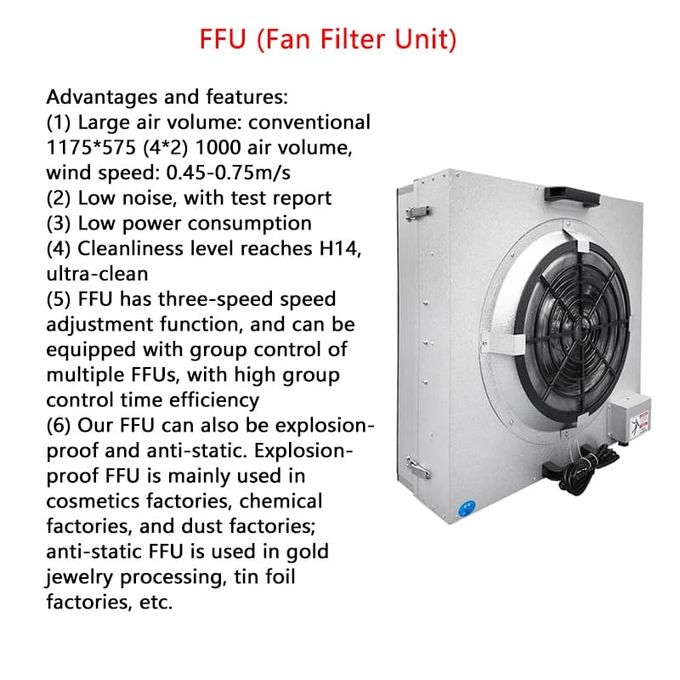 FFU (Fan Filter Unit)
Advantages and features:
(1) Large air volume: conventional
1175*575 (4*2) 1000 air volume,
wind speed: 0.45-0.75m/s
(2) Low noise, with test report
(3) Low power consumption
(4) Cleanliness level reaches H14,
ultra-clean
(5) FFU has three-speed speed
adjustment function, and can be
equipped with group control of
multiple FFUs, with high group
control time efficiency
(6) Our FFU can also be explosion-
proof and anti-static. Explosion-
proof FFU is mainly used in
cosmetics factories, chemical
factories, and dust factories;
anti-static FFU is used in gold
jewelry processing, tin foil
factories, etc.